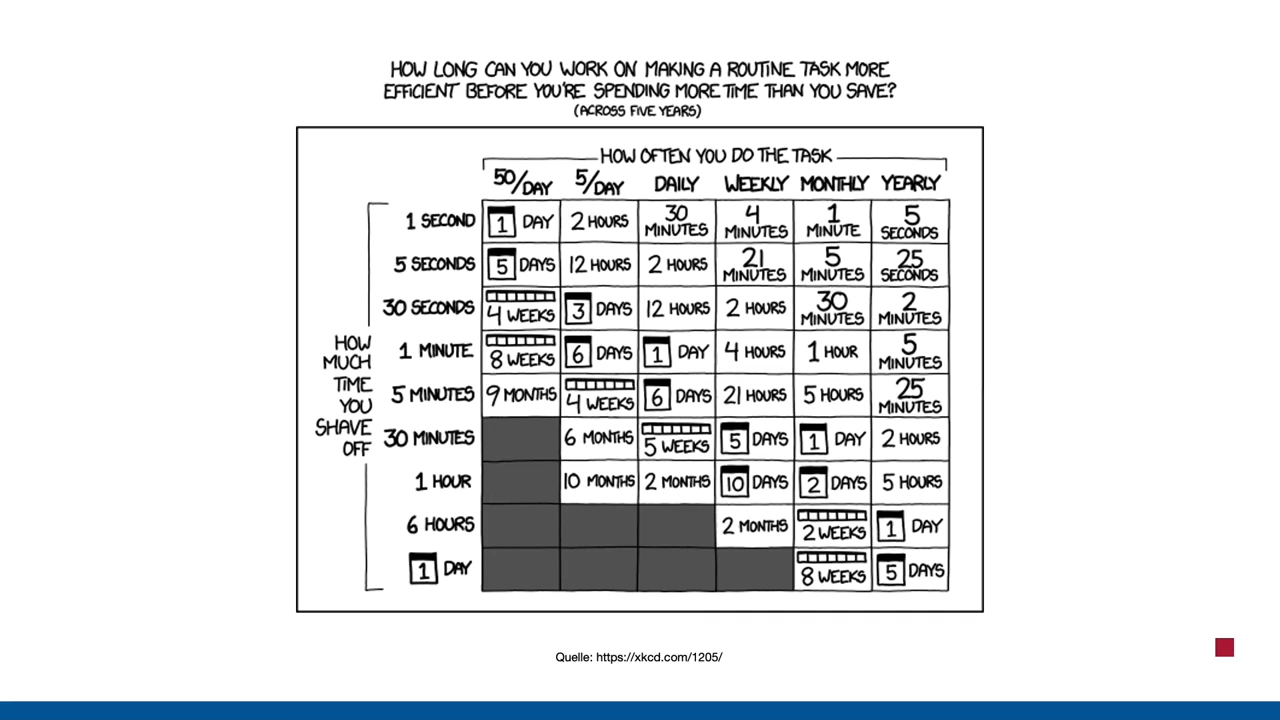 HOW LONG CAN YOU WORK ON MAKING A ROUTINE TASK MORE
EFFICIENT BEFORE YOU'RE SPENDING MORE TIME THAN YOU SAVE?
(ACROSS FIVE YEARS)
HOW OFTEN YOU DO THE TASK
50/DAY 5/DAY DAILY WEEKLY MONTHLY YEARLY
HOW
MUCH
TIME
YOU
SHAVE
OFF
1 SECOND 1 DAY 2 HOURS 30 MINUTES 4 MINUTES 1 MINUTE 5 SECONDS
5 SECONDS 5 DAYS 12 HOURS 2 HOURS 21 MINUTES 5 MINUTES 25 SECONDS
30 SECONDS 4 WEEKS 3 DAYS 12 HOURS 2 HOURS 30 MINUTES 2 MINUTES
1 MINUTE 8 WEEKS 6 DAYS 1 DAY 4 HOURS 1 HOUR 5 MINUTES
5 MINUTES 9 MONTHS 4 WEEKS 6 DAYS 21 HOURS 5 HOURS 25 MINUTES
30 MINUTES 6 MONTHS 5 WEEKS 5 DAYS 1 DAY 2 HOURS
1 HOUR 10 MONTHS 2 MONTHS 10 DAYS 2 DAYS 5 HOURS
6 HOURS 2 MONTHS 2 WEEKS 1 DAY
1 DAY 8 WEEKS 5 DAYS
Quelle: https://xkcd.com/1205/